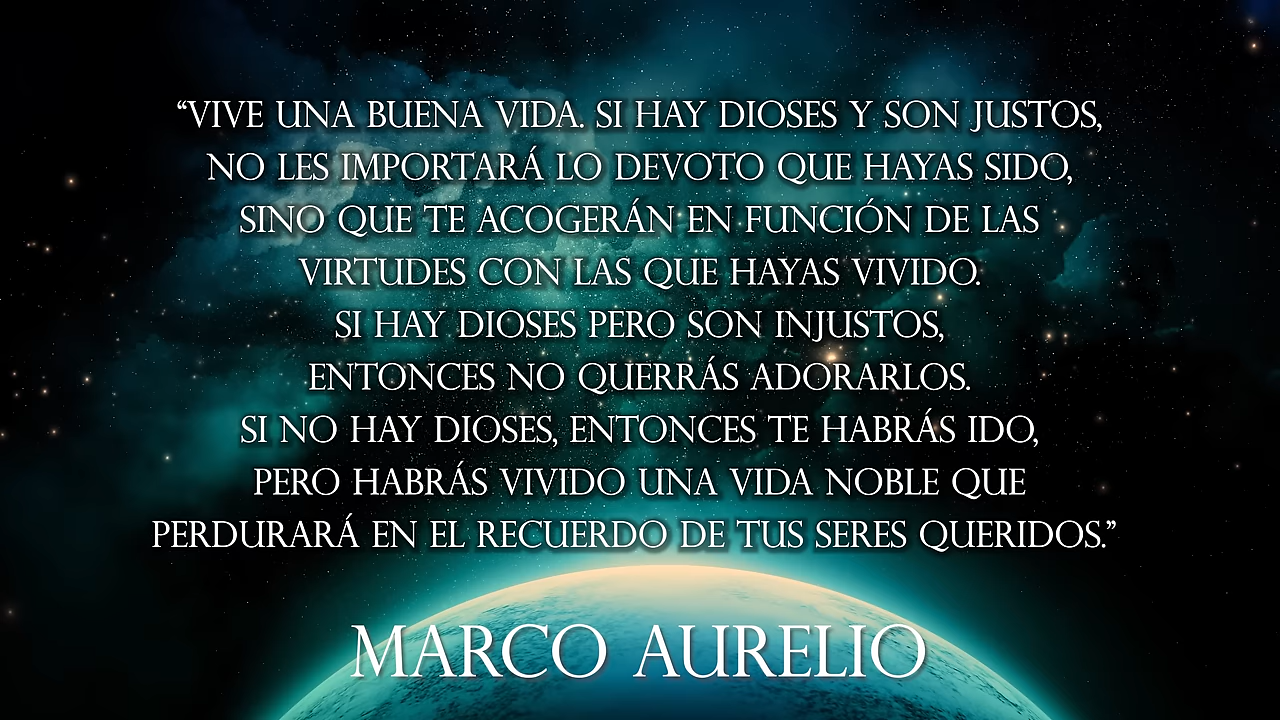 “VIVE UNA BUENA VIDA. SI HAY DIOSES Y SON JUSTOS,
NO LES IMPORTARÁ LO DEVOTO QUE HAYAS SIDO,
SINO QUE TE ACOGERÁN EN FUNCIÓN DE LAS
VIRTUDES CON LAS QUE HAYAS VIVIDO.
SI HAY DIOSES PERO SON INJUSTOS,
ENTONCES NO QUERRÁS ADORARLOS.
SI NO HAY DIOSES, ENTONCES TE HABRÁS IDO,
PERO HABRÁS VIVIDO UNA VIDA NOBLE QUE
PERDURARÁ EN EL RECUERDO DE TUS SERES QUERIDOS.”
MARCO AURELIO